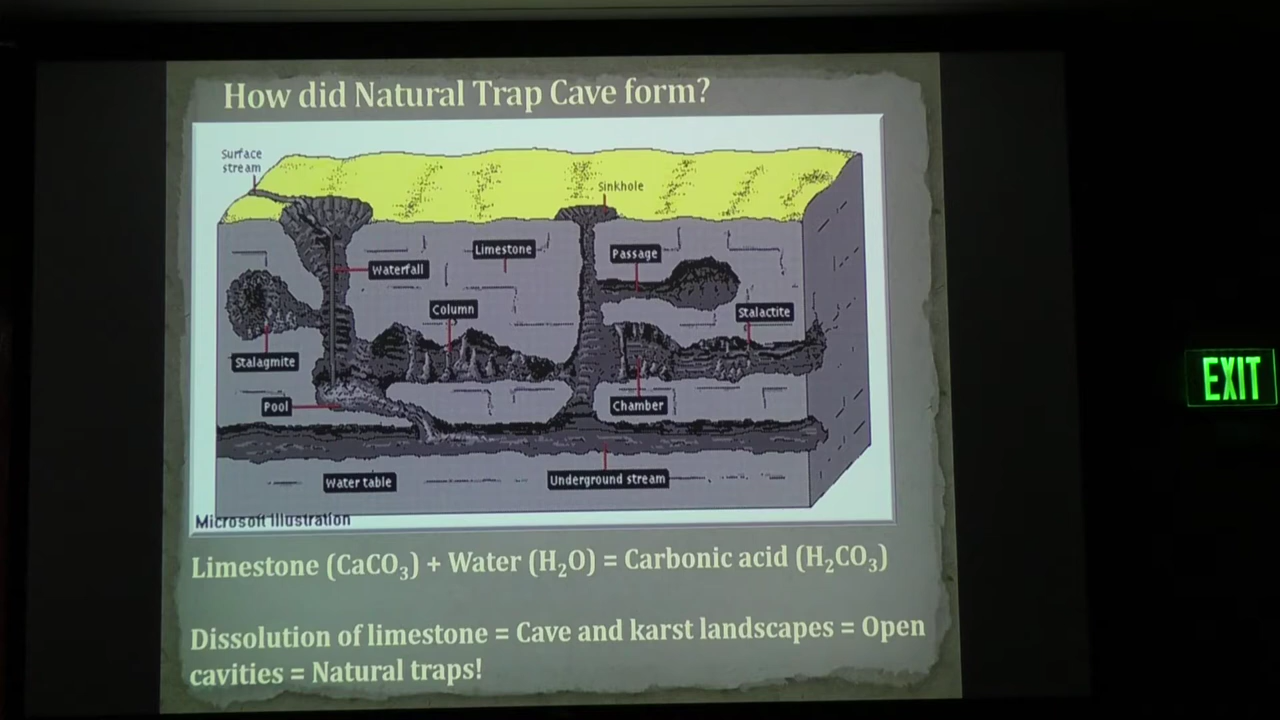 How did Natural Trap Cave form?
Surface
stream
Sinkhole
Limestone
Passage
Waterfall
Column
Stalactite
Stalagmite
Pool
Chamber
Water table
Underground stream
Microsoft Illustration
Limestone (CaCO₃) + Water (H₂O) = Carbonic acid (H₂CO₃)
Dissolution of limestone = Cave and karst landscapes = Open
cavities = Natural traps!
EXIT